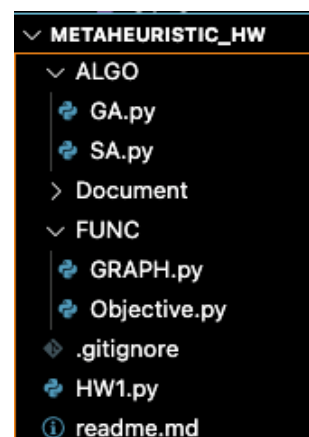 METAHEURISTIC_HW
ALGO
GA.py
SA.py
Document
FUNC
GRAPH.py
Objective.py
.gitignore
HW1.py
readme.md